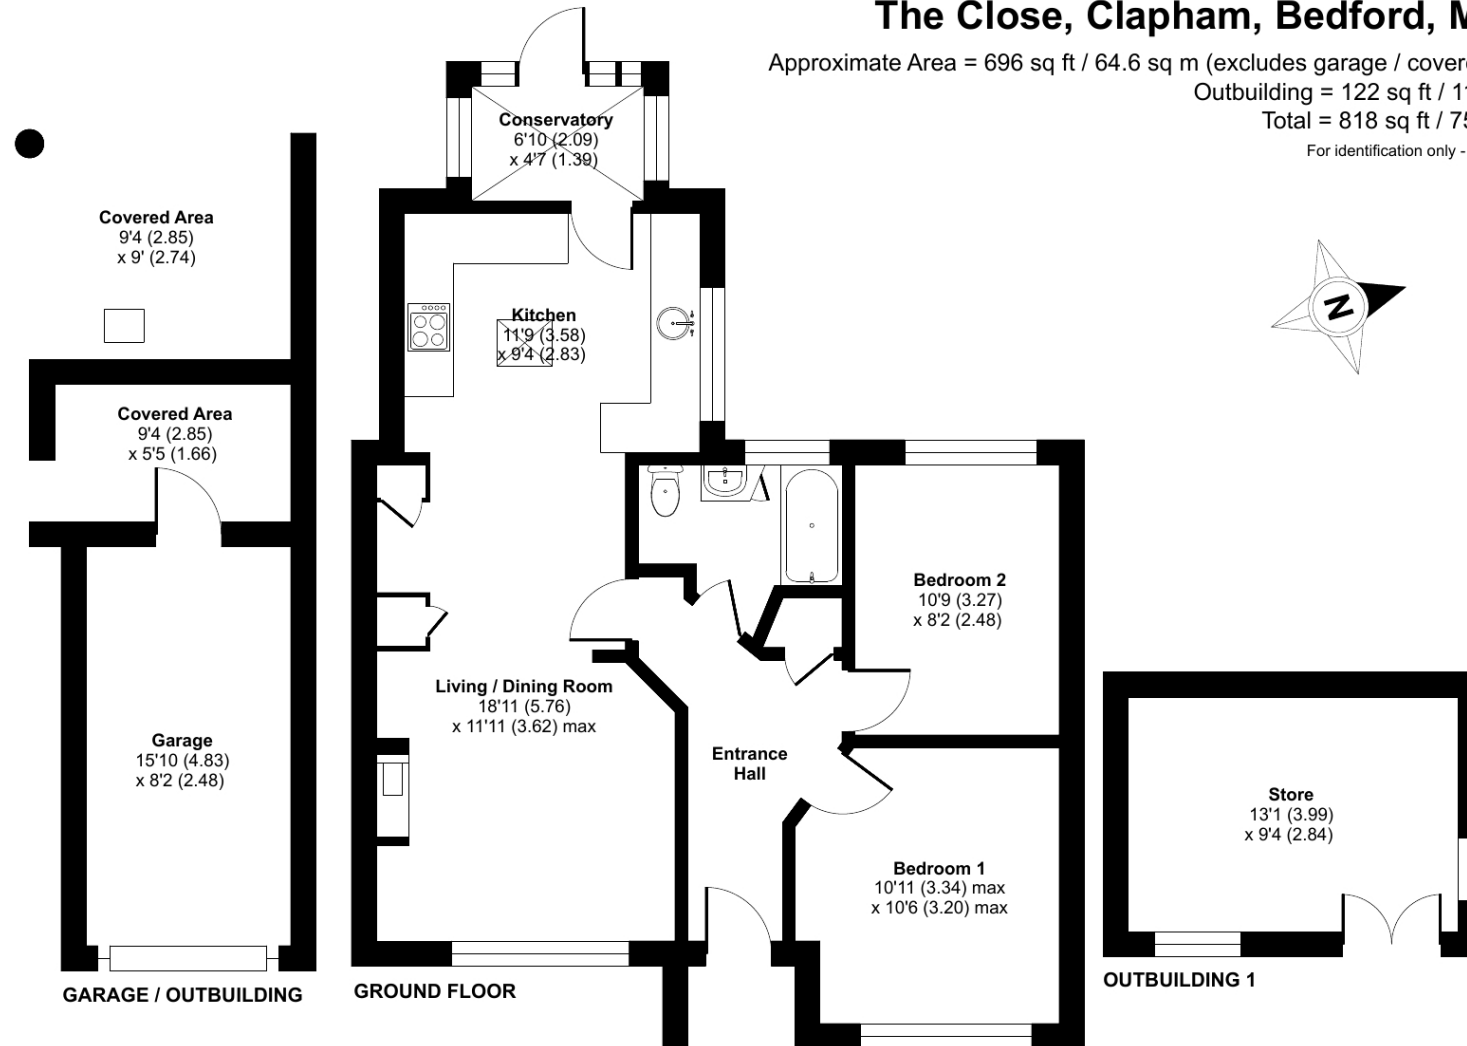 The Close, Clapham, Bedford, M
Approximate Area = 696 sq ft / 64.6 sq m (excludes garage / covere
Outbuilding = 122 sq ft / 11
Total = 818 sq ft / 75
For identification only -
Conservatory
6'10 (2.09)
x 4'7 (1.39)
Covered Area
9'4 (2.85)
x 9' (2.74)
Kitchen
11'9 (3.58)
x 9'4 (2.83)
N
Covered Area
9'4 (2.85)
x 5'5 (1.66)
Bedroom 2
10'9 (3.27)
x 8'2 (2.48)
Living / Dining Room
18'11 (5.76)
x 11'11 (3.62) max
Garage
15'10 (4.83)
x 8'2 (2.48)
Entrance
Hall
Store
13'1 (3.99)
x 9'4 (2.84)
Bedroom 1
10'11 (3.34) max
x 10'6 (3.20) max
GARAGE / OUTBUILDING
GROUND FLOOR
OUTBUILDING 1